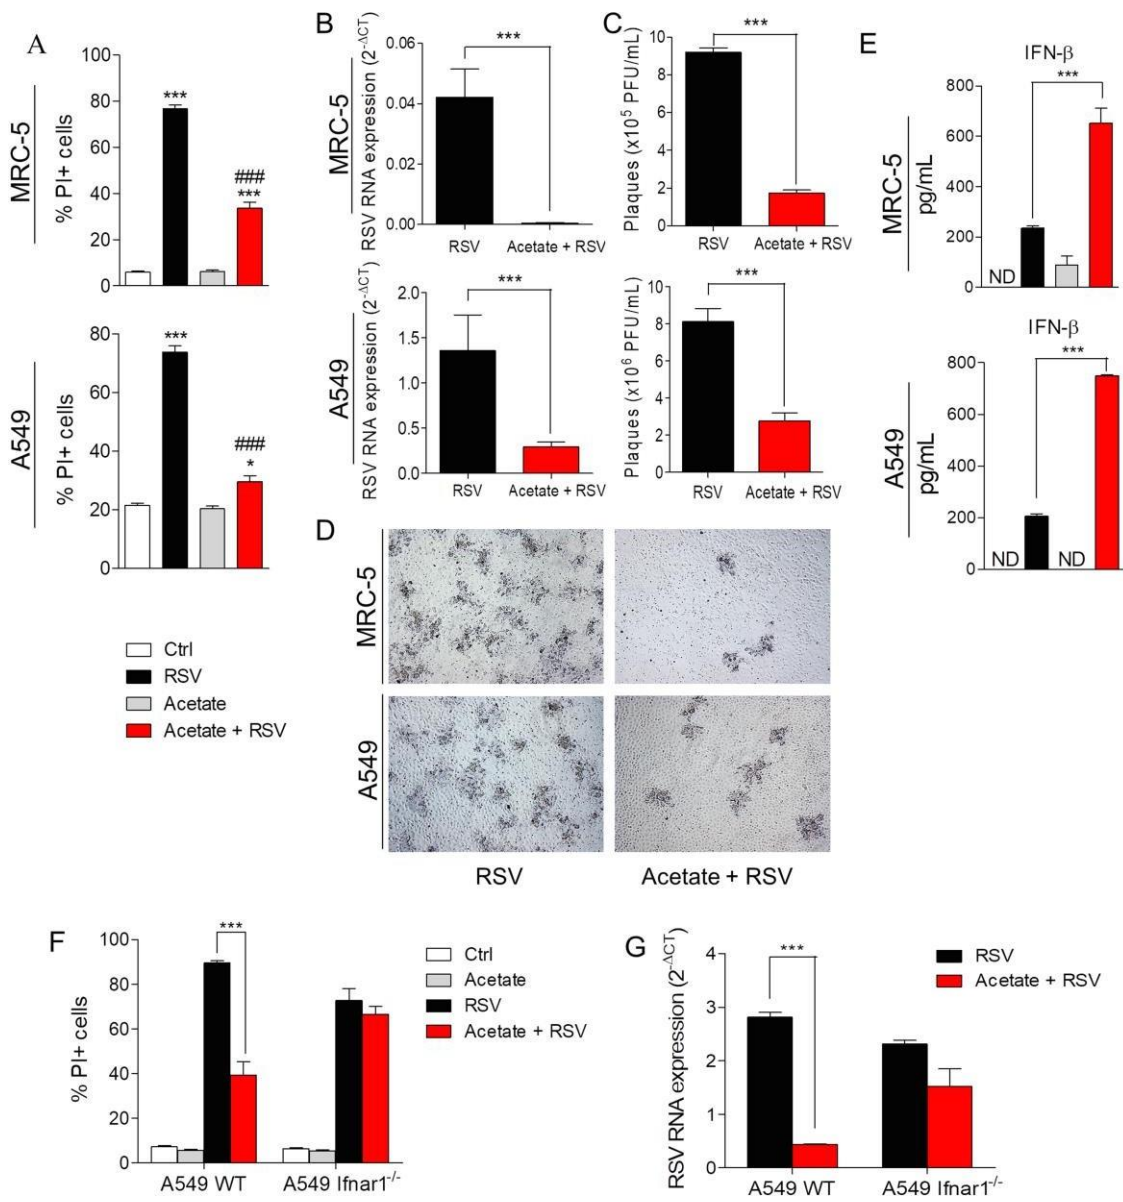 A
MRC-5
% PI+ cells
100
80
60
40
20
0
***
###
***
A549
% PI+ cells
80
60
40
20
0
***
###
*
Ctrl
RSV
Acetate
Acetate + RSV
B
MRC-5
RSV RNA expression (2-ΔCT)
0.06
0.04
0.02
0.00
***
RSV
Acetate + RSV
A549
RSV RNA expression (2-ΔCT)
2.0
1.5
1.0
0.5
0.0
***
RSV
Acetate + RSV
C
Plaques (x10⁵ PFU/mL)
10
8
6
4
2
0
***
RSV
Acetate + RSV
Plaques (x10⁶ PFU/mL)
10
8
6
4
2
0
***
RSV
Acetate + RSV
D
MRC-5
A549
RSV
Acetate + RSV
E
IFN-β
MRC-5
pg/mL
800
600
400
200
0
***
ND
IFN-β
A549
pg/mL
800
600
400
200
0
***
ND
ND
F
% PI+ cells
100
80
60
40
20
0
***
A549 WT
A549 Ifnar1-/-
Ctrl
Acetate
RSV
Acetate + RSV
G
RSV RNA expression (2-ΔCT)
4
3
2
1
0
***
A549 WT
A549 Ifnar1-/-
RSV
Acetate + RSV